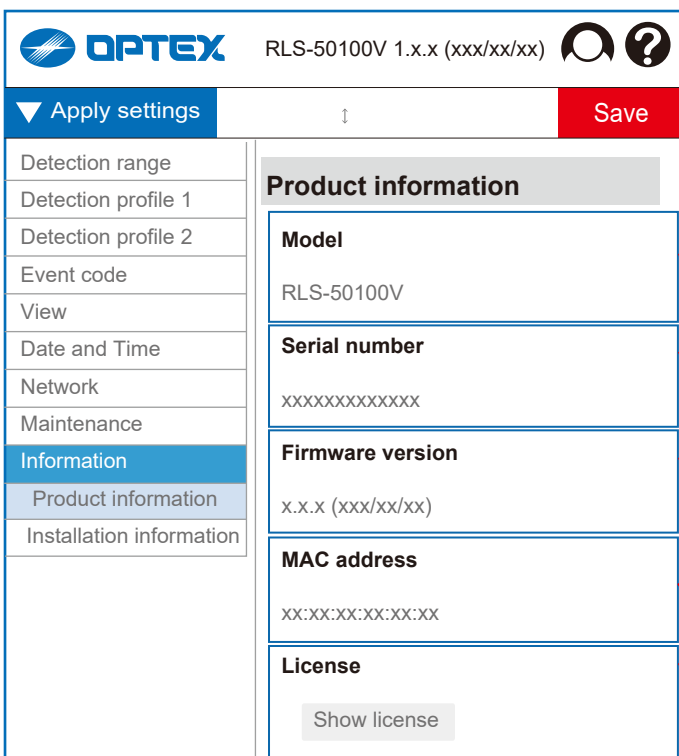 OPTEX RLS-50100V 1.x.x (xxx/xx/xx) ?
Apply settings Save
Detection range
Detection profile 1
Detection profile 2
Event code
View
Date and Time
Network
Maintenance
Information
Product information
Installation information
Product information
Model
RLS-50100V
Serial number
xxxxxxxxxxxxx
Firmware version
x.x.x (xxx/xx/xx)
MAC address
xx:xx:xx:xx:xx:xx
License
Show license